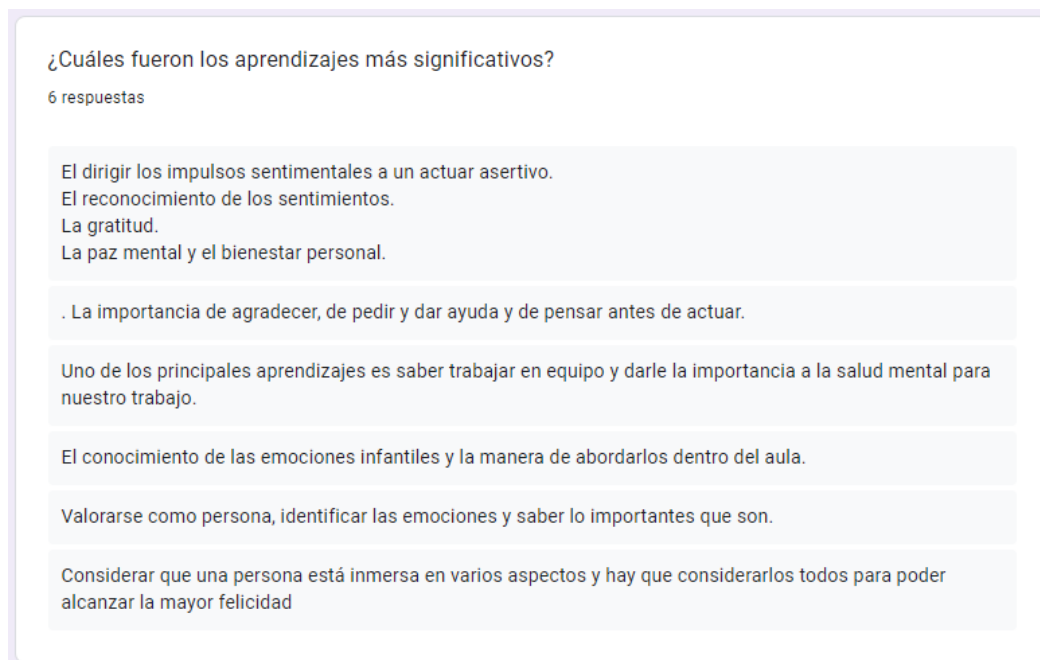 ¿Cuáles fueron los aprendizajes más significativos?
6 respuestas
El dirigir los impulsos sentimentales a un actuar asertivo.
El reconocimiento de los sentimientos.
La gratitud.
La paz mental y el bienestar personal.
. La importancia de agradecer, de pedir y dar ayuda y de pensar antes de actuar.
Uno de los principales aprendizajes es saber trabajar en equipo y darle la importancia a la salud mental para
nuestro trabajo.
El conocimiento de las emociones infantiles y la manera de abordarlos dentro del aula.
Valorarse como persona, identificar las emociones y saber lo importantes que son.
Considerar que una persona está inmersa en varios aspectos y hay que considerarlos todos para poder
alcanzar la mayor felicidad